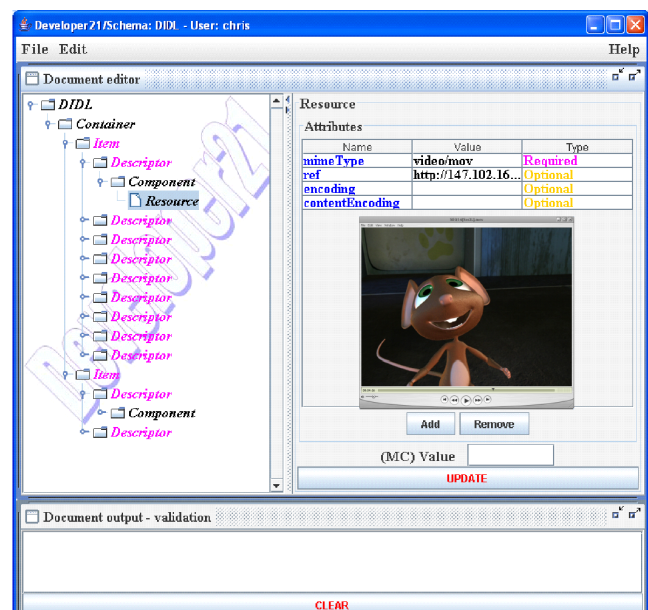 Developer21/Schema: DIDL - User: chris
File Edit Help
Document editor
DIDL
Container
Item
Descriptor
Component
Resource
Descriptor
Descriptor
Descriptor
Descriptor
Descriptor
Descriptor
Descriptor
Descriptor
Item
Descriptor
Component
Descriptor
Developer21
Resource
Attributes
Name Value Type
mimeType video/mov Required
ref http://147.102.16... Optional
encoding Optional
contentEncoding Optional
Add Remove
(MC) Value
UPDATE
Document output - validation
CLEAR